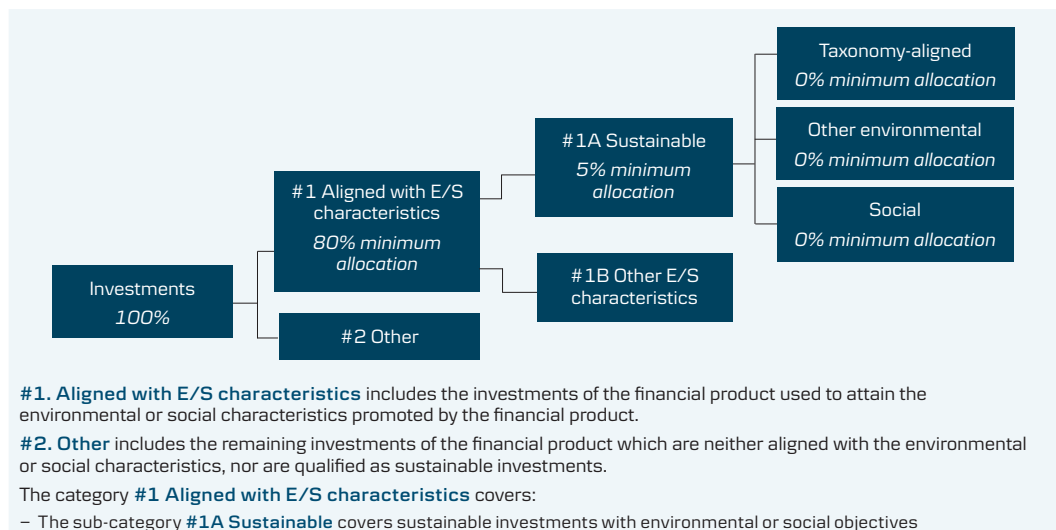 Taxonomy-aligned
0% minimum allocation
Other environmental
0% minimum allocation
Social
0% minimum allocation
#1A Sustainable
5% minimum
allocation
#1 Aligned with E/S
characteristics
80% minimum
allocation
#1B Other E/S
characteristics
Investments
100%
#2 Other
#1. Aligned with E/S characteristics includes the investments of the financial product used to attain the
environmental or social characteristics promoted by the financial product.
#2. Other includes the remaining investments of the financial product which are neither aligned with the environmental
or social characteristics, nor are qualified as sustainable investments.
The category #1 Aligned with E/S characteristics covers:
– The sub-category #1A Sustainable covers sustainable investments with environmental or social objectives